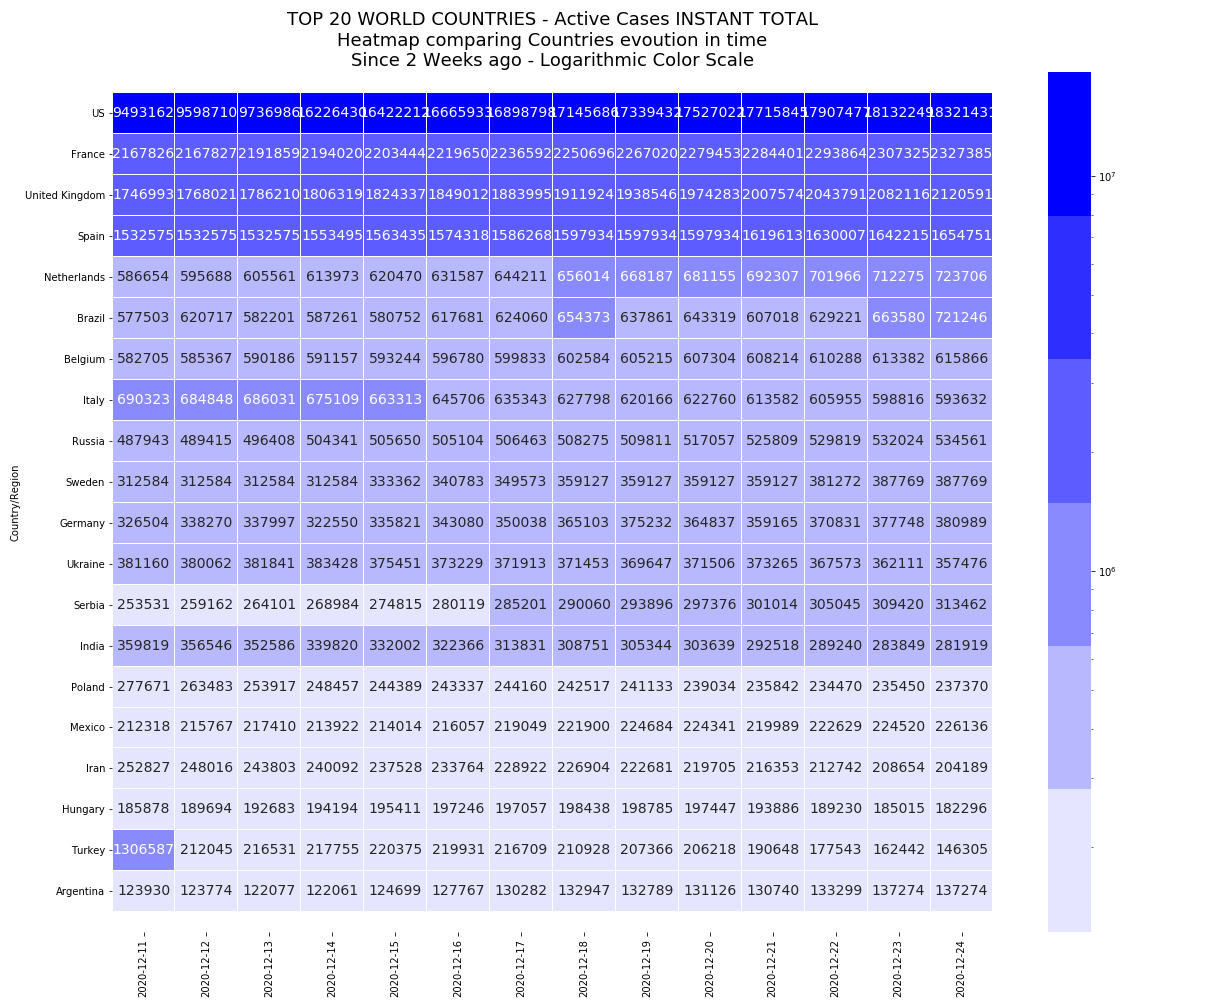 TOP 20 WORLD COUNTRIES - Active Cases INSTANT TOTAL
Heatmap comparing Countries evoution in time
Since 2 Weeks ago - Logarithmic Color Scale
US 9493162 9598710 9736986 16226430 16422212 16665933 16898798 17145686 17339432 17527022 17715845 17907477 18132249 18321431
France 2167826 2167827 2191859 2194020 2203444 2219650 2236592 2250696 2267020 2279453 2284401 2293864 2307325 2327385
United Kingdom 1746993 1768021 1786210 1806319 1824337 1849012 1883995 1911924 1938546 1974283 2007574 2043791 2082116 2120591
Spain 1532575 1532575 1532575 1553495 1563435 1574318 1586268 1597934 1597934 1597934 1619613 1630007 1642215 1654751
Netherlands 586654 595688 605561 613973 620470 631587 644211 656014 668187 681155 692307 701966 712275 723706
Brazil 577503 620717 582201 587261 580752 617681 624060 654373 637861 643319 607018 629221 663580 721246
Belgium 582705 585367 590186 591157 593244 596780 599833 602584 605215 607304 608214 610288 613382 615866
Italy 690323 684848 686031 675109 663313 645706 635343 627798 620166 622760 613582 605955 598816 593632
Russia 487943 489415 496408 504341 505650 505104 506463 508275 509811 517057 525809 529819 532024 534561
Sweden 312584 312584 312584 312584 333362 340783 349573 359127 359127 359127 359127 381272 387769 387769
Germany 326504 338270 337997 322550 335821 343080 350038 365103 375232 364837 359165 370831 377748 380989
Ukraine 381160 380062 381841 383428 375451 373229 371913 371453 369647 371506 373265 367573 362111 357476
Serbia 253531 259162 264101 268984 274815 280119 285201 290060 293896 297376 301014 305045 309420 313462
India 359819 356546 352586 339820 332002 322366 313831 308751 305344 303639 292518 289240 283849 281919
Poland 277671 263483 253917 248457 244389 243337 244160 242517 241133 239034 235842 234470 235450 237370
Mexico 212318 215767 217410 213922 214014 216057 219049 221900 224684 224341 219989 222629 224520 226136
Iran 252827 248016 243803 240092 237528 233764 228922 226904 222681 219705 216353 212742 208654 204189
Hungary 185878 189694 192683 194194 195411 197246 197057 198438 198785 197447 193886 189230 185015 182296
Turkey 1306587 212045 216531 217755 220375 219931 216709 210928 207366 206218 190648 177543 162442 146305
Argentina 123930 123774 122077 122061 124699 127767 130282 132947 132789 131126 130740 133299 137274 137274
Country/Region
2020-12-11 2020-12-12 2020-12-13 2020-12-14 2020-12-15 2020-12-16 2020-12-17 2020-12-18 2020-12-19 2020-12-20 2020-12-21 2020-12-22 2020-12-23 2020-12-24
10⁷
10⁶